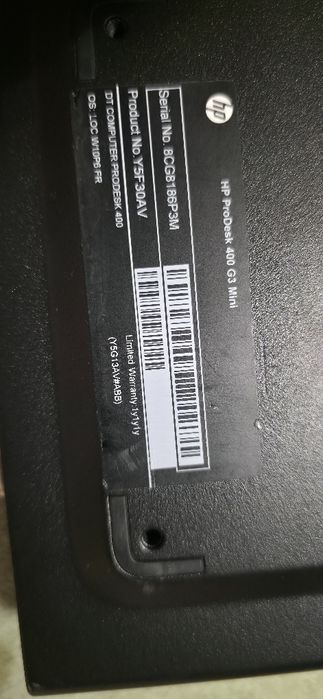 hp
HP ProDesk 400 G3 Mini
Serial No. 8CG8186P3M
Product No. Y5F30AV
Limited Warranty 1y1y1y
DT COMPUTER PRODESK 400
(Y5G13AV#ABB)
OS: LOC W10P6 FR